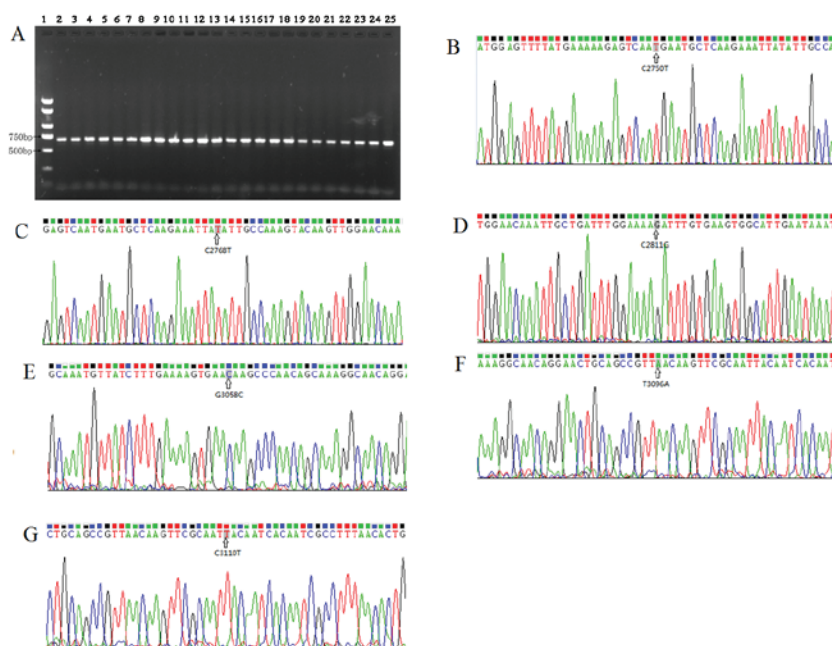 1 2 3 4 5 6 7 8 9 10 11 12 13 14 15 16 17 18 19 20 21 22 23 24 25
A
750bp
500bp
B
ATGGAGTTTTATGAAAAAGAGTCAATGAATGCTCAAGAAATTATATTGCCA
C2750T
C
GAGTCAATGAATGCTCAAGAAATTATATTGCCAAAGTACAAGTTGGAACAAA
C2768T
D
TGGAACAAATTGCTGATTTGGAAAAGATTTGTGAAGTGGCATTGAATAAAT
C2811G
E
GCAAATGTTATCTTTGAAAAGTGAACAAGCCCAACAGCAAAGGCAACAGGA
G3058C
F
AAAGGCAACAGGAACTGCAGCCGTTAACAAGTTCGCAATTACAATCACAAT
T3096A
G
CTGCAGCCGTTAACAAGTTCGCAATTACAATCACAATCGCCTTTAACACTG
C3110T